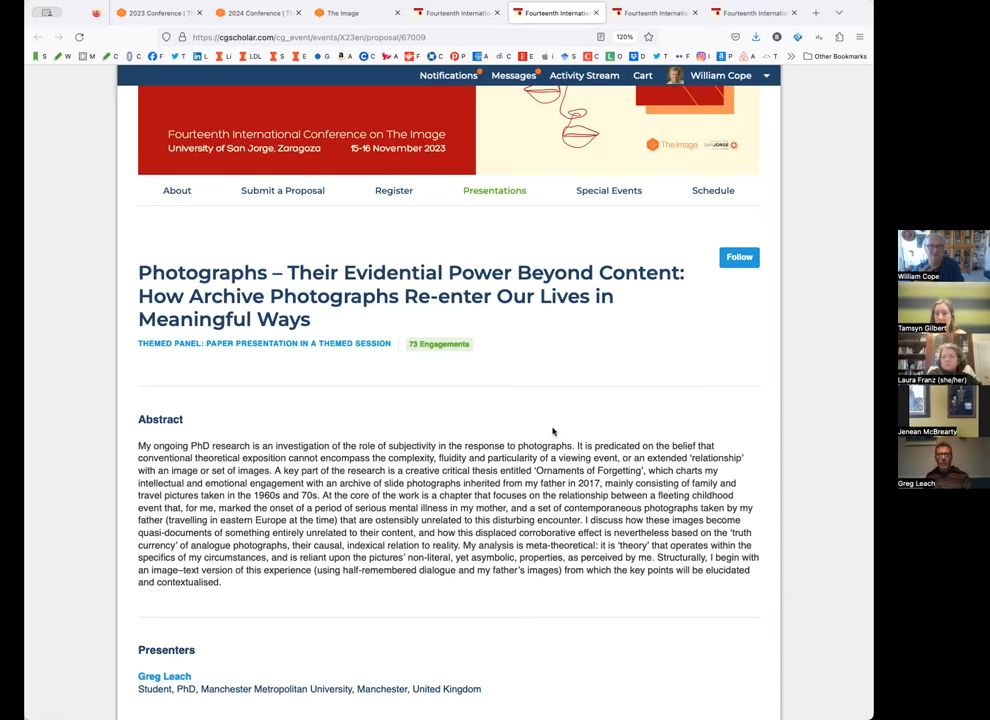 2023 Conference | Th
2024 Conference | Th
The Image
Fourteenth Internatio
Fourteenth Internatio
Fourteenth Internatio
Fourteenth Internatio
https://cgscholar.com/cg_event/events/X23en/proposal/67009
120%
Other Bookmarks
Notifications
Messages
Activity Stream
Cart
William Cope
Fourteenth International Conference on The Image
University of San Jorge, Zaragoza 15-16 November 2023
The Image
About
Submit a Proposal
Register
Presentations
Special Events
Schedule
Follow
Photographs – Their Evidential Power Beyond Content:
How Archive Photographs Re-enter Our Lives in
Meaningful Ways
THEMED PANEL: PAPER PRESENTATION IN A THEMED SESSION
73 Engagements
Abstract
My ongoing PhD research is an investigation of the role of subjectivity in the response to photographs. It is predicated on the belief that
conventional theoretical exposition cannot encompass the complexity, fluidity and particularity of a viewing event, or an extended ‘relationship’
with an image or set of images. A key part of the research is a creative critical thesis entitled ‘Ornaments of Forgetting’, which charts my
intellectual and emotional engagement with an archive of slide photographs inherited from my father in 2017, mainly consisting of family and
travel pictures taken in the 1960s and 70s. At the core of the work is a chapter that focuses on the relationship between a fleeting childhood
event that, for me, marked the onset of a period of serious mental illness in my mother, and a set of contemporaneous photographs taken by my
father (travelling in eastern Europe at the time) that are ostensibly unrelated to this disturbing encounter. I discuss how these images become
quasi-documents of something entirely unrelated to their content, and how this displaced corroborative effect is nevertheless based on the ‘truth
currency’ of analogue photographs, their causal, indexical relation to reality. My analysis is meta-theoretical: it is ‘theory’ that operates within the
specifics of my circumstances, and is reliant upon the pictures’ non-literal, yet asymbolic, properties, as perceived by me. Structurally, I begin with
an image–text version of this experience (using half-remembered dialogue and my father’s images) from which the key points will be elucidated
and contextualised.
Presenters
Greg Leach
Student, PhD, Manchester Metropolitan University, Manchester, United Kingdom
William Cope
Tamsyn Gilbert
Laura Franz (she/her)
Jenean McBrearty
Greg Leach